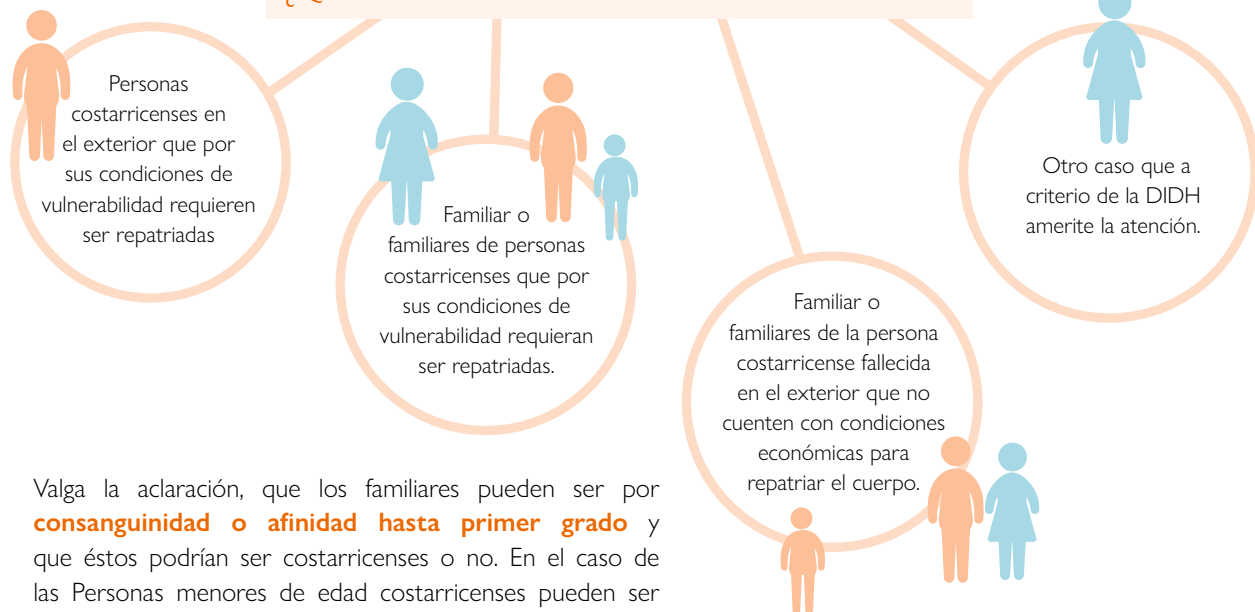 Personas
costarricenses en
el exterior que por
sus condiciones de
vulnerabilidad requieren
ser repatriadas
Familiar o
familiares de personas
costarricenses que por
sus condiciones de
vulnerabilidad requieran
ser repatriadas.
Familiar o
familiares de la persona
costarricense fallecida
en el exterior que no
cuenten con condiciones
económicas para
repatriar el cuerpo.
Otro caso que a
criterio de la DIDH
amerite la atención.
Valga la aclaración, que los familiares pueden ser por
consanguinidad o afinidad hasta primer grado y
que éstos podrían ser costarricenses o no. En el caso de
las Personas menores de edad costarricenses pueden ser